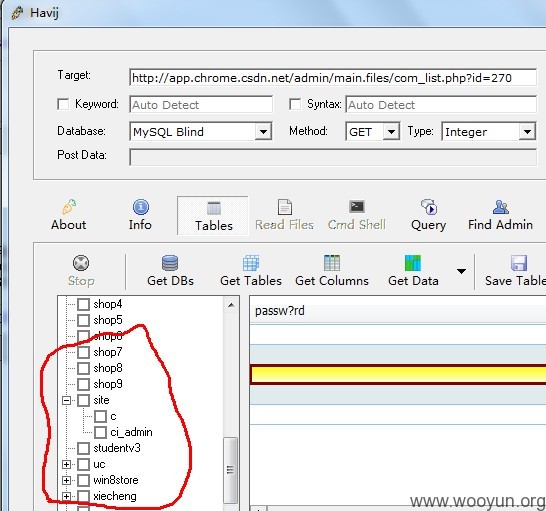 Havij
Target: http://app.chrome.csdn.net/admin/main.files/com_list.php?id=270
Keyword: Auto Detect Syntax: Auto Detect
Database: MySQL Blind Method: GET Type: Integer
Post Data:
About Info Tables Read Files Cmd Shell Query Find Admin
Stop Get DBs Get Tables Get Columns Get Data Save Table
shop4
shop5
shop6
shop7
shop8
shop9
site
c
ci_admin
studentv3
uc
win8store
xiecheng
passw?rd
www.wooyun.org